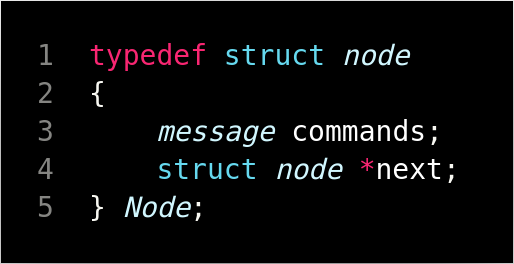 1 typedef struct node
2 {
3     message commands;
4     struct node *next;
5 } Node;